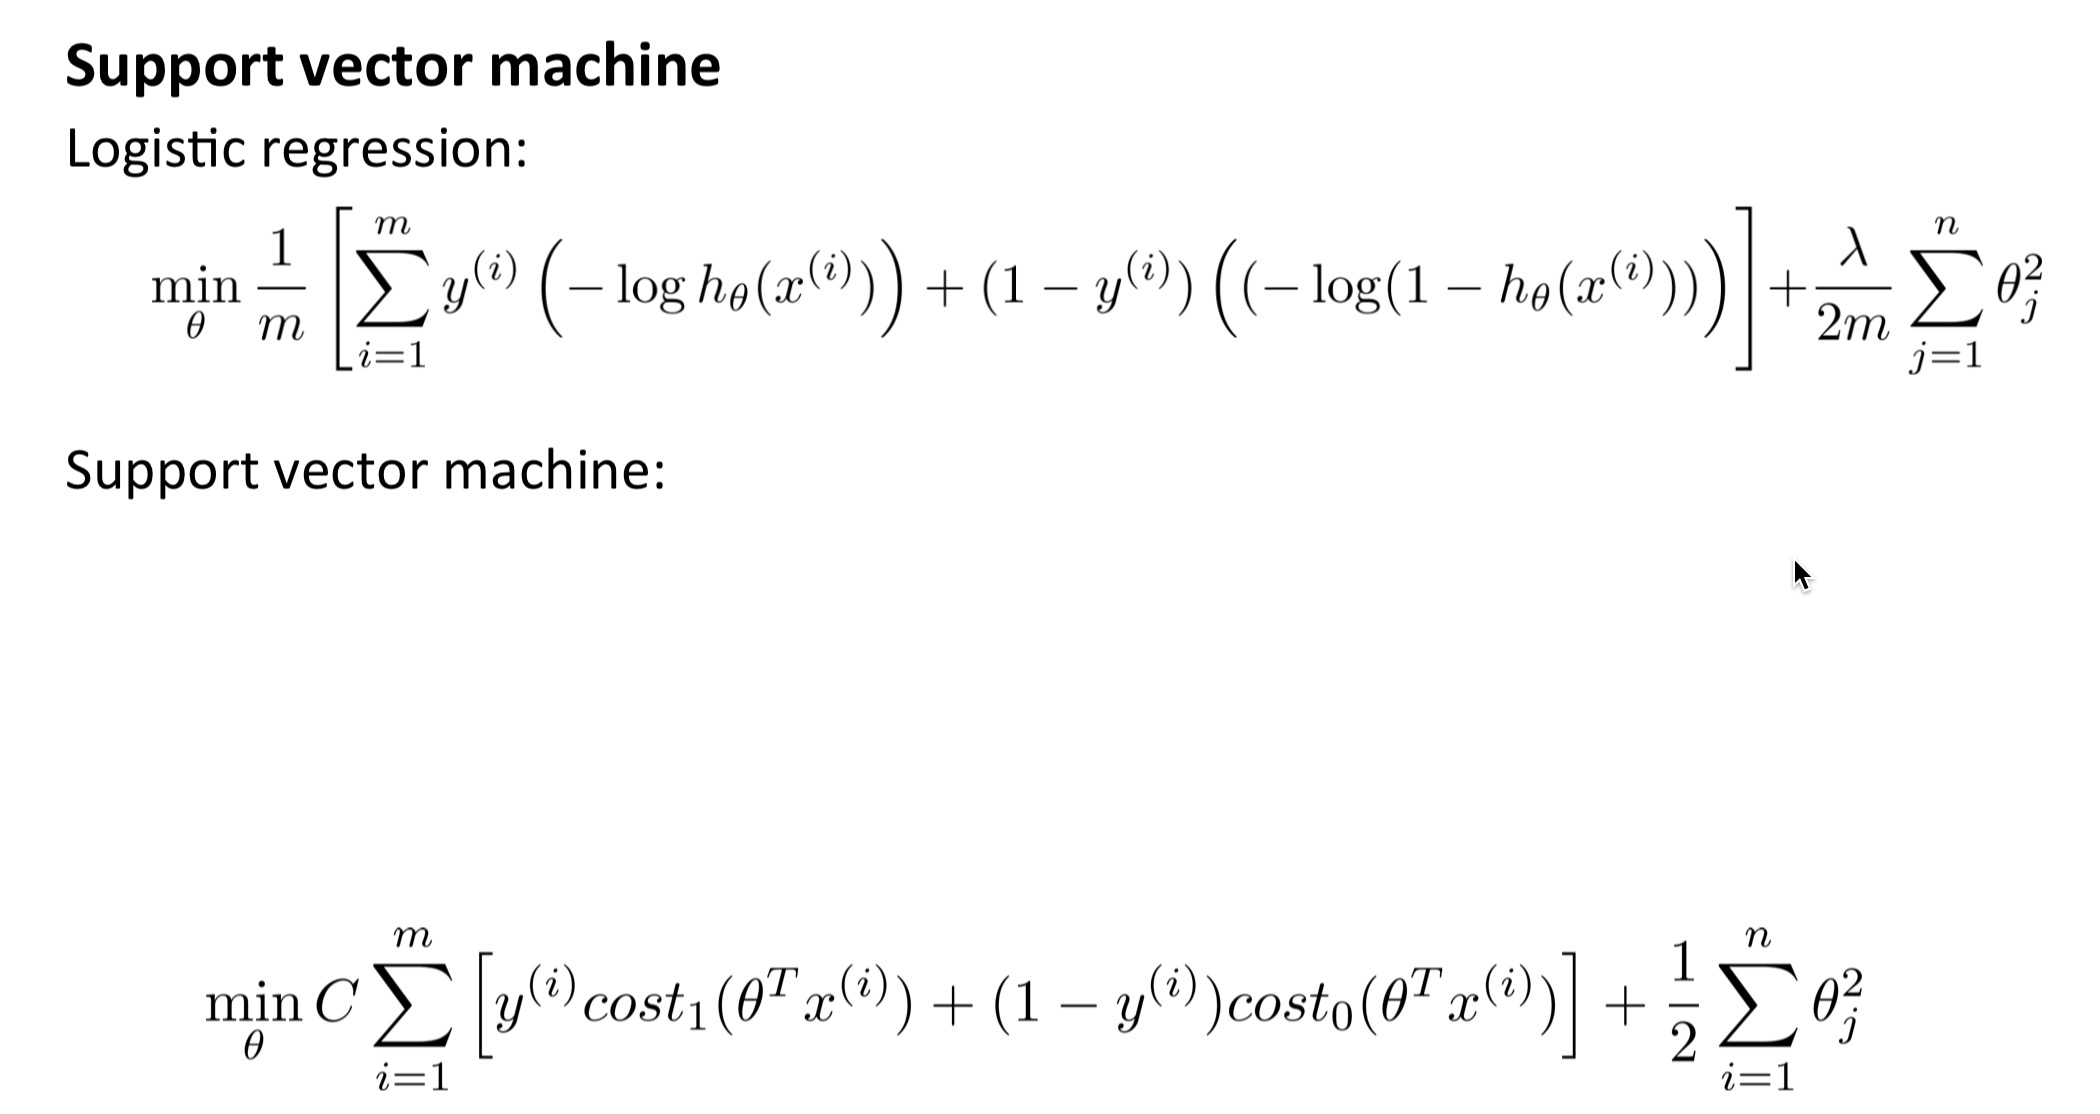 Support vector machine
Logistic regression:
\min_{\theta} \frac{1}{m} \left[ \sum_{i=1}^{m} y^{(i)} \left( -\log h_\theta(x^{(i)}) \right) + (1 - y^{(i)}) \left( (-\log(1 - h_\theta(x^{(i)}))) \right. \right] + \frac{\lambda}{2m} \sum_{j=1}^{n} \theta_j^2
Support vector machine:
\min_{\theta} C \sum_{i=1}^{m} \left[ y^{(i)} cost_1(\theta^T x^{(i)}) + (1 - y^{(i)}) cost_0(\theta^T x^{(i)}) \right] + \frac{1}{2} \sum_{i=1}^{n} \theta_j^2